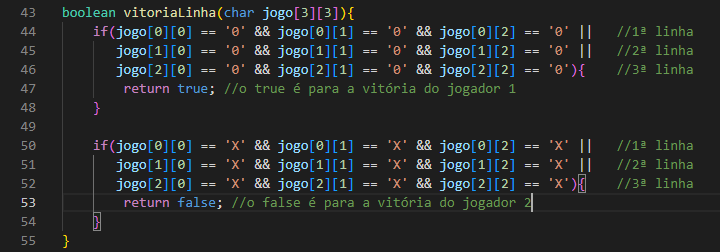 43 boolean vitoriaLinha(char jogo[3][3]){
44     if(jogo[0][0] == '0' && jogo[0][1] == '0' && jogo[0][2] == '0' ||   //1ª linha
45        jogo[1][0] == '0' && jogo[1][1] == '0' && jogo[1][2] == '0' ||   //2ª linha
46        jogo[2][0] == '0' && jogo[2][1] == '0' && jogo[2][2] == '0'){    //3ª linha
47         return true; //o true é para a vitória do jogador 1
48     }
49
50     if(jogo[0][0] == 'X' && jogo[0][1] == 'X' && jogo[0][2] == 'X' ||   //1ª linha
51        jogo[1][0] == 'X' && jogo[1][1] == 'X' && jogo[1][2] == 'X' ||   //2ª linha
52        jogo[2][0] == 'X' && jogo[2][1] == 'X' && jogo[2][2] == 'X'){    //3ª linha
53         return false; //o false é para a vitória do jogador 2
54     }
55 }